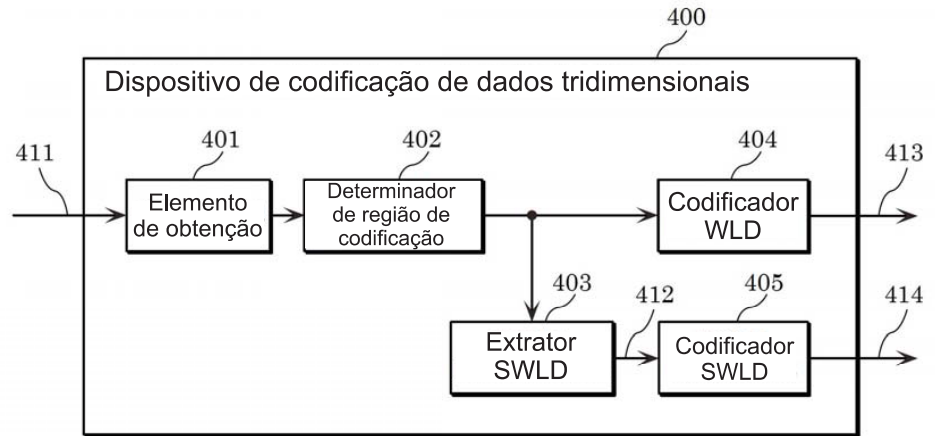 400
Dispositivo de codificação de dados tridimensionais
411
401
402
404
413
Elemento
de obtenção
Determinador
de região de
codificação
Codificador
WLD
403
412
405
414
Extrator
SWLD
Codificador
SWLD